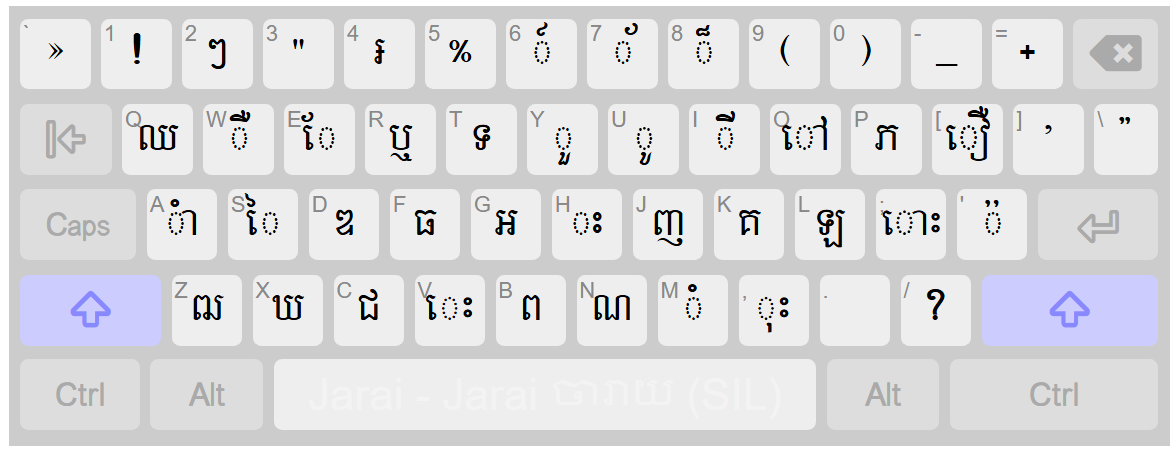 ` » 1 ! 2 ៗ 3 " 4 ៛ 5 % 6 ៍ 7 ័ 8 ៏ 9 ( 0 ) - _ = +
Q ឈ W ឺ E ែ R ឬ T ទ Y ួ U ូ I ី O ៅ P ភ [ ឿ ] ’ \ ”
Caps A ាំ S ៃ D ឌ F ធ G អ H ះ J ញ K គ L ឡ ; ោះ ' ៉
Z ឍ X ឃ C ជ V េះ B ព N ណ M ំ , ុះ . / ?
Ctrl Alt Jarai - Jarai ចារាយ (SIL) Alt Ctrl